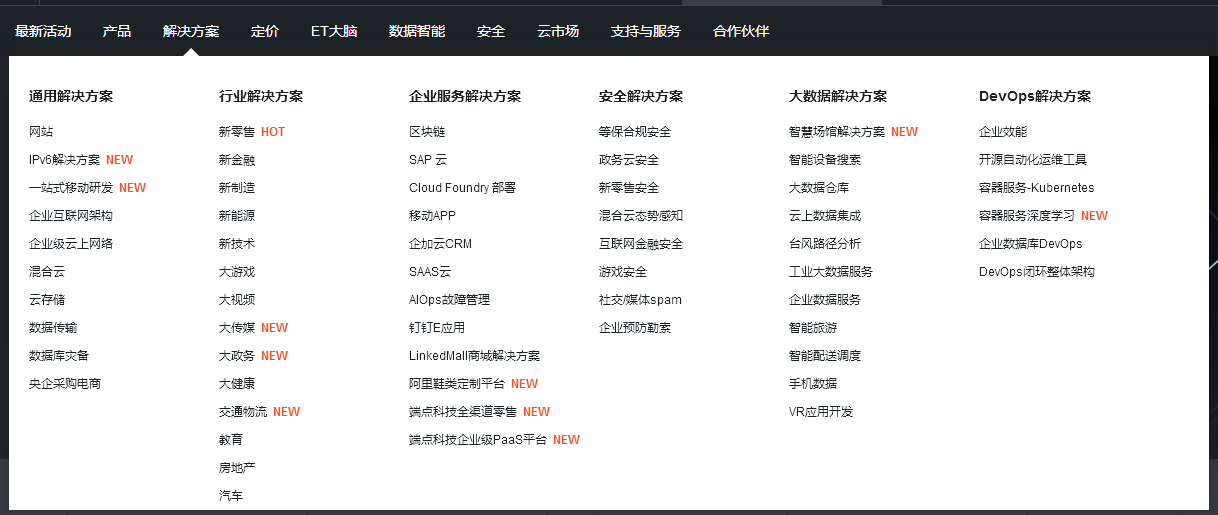 最新活动 产品 解决方案 定价 ET大脑 数据智能 安全 云市场 支持与服务 合作伙伴
通用解决方案
网站
IPv6解决方案 NEW
一站式移动研发 NEW
企业互联网架构
企业级云上网络
混合云
云存储
数据传输
数据库灾备
央企采购电商
行业解决方案
新零售 HOT
新金融
新制造
新能源
新技术
大游戏
大视频
大传媒 NEW
大政务 NEW
大健康
交通物流 NEW
教育
房地产
汽车
企业服务解决方案
区块链
SAP 云
Cloud Foundry 部署
移动APP
企加云CRM
SAAS云
AIOps故障管理
钉钉E应用
LinkedMall商城解决方案
阿里鞋类定制平台 NEW
端点科技全渠道零售 NEW
端点科技企业级PaaS平台 NEW
安全解决方案
等保合规安全
政务云安全
新零售安全
混合云态势感知
互联网金融安全
游戏安全
社交/媒体spam
企业预防勒索
大数据解决方案
智慧场馆解决方案 NEW
智能设备搜索
大数据仓库
云上数据集成
台风路径分析
工业大数据服务
企业数据服务
智能旅游
智能配送调度
手机数据
VR应用开发
DevOps解决方案
企业效能
开源自动化运维工具
容器服务-Kubernetes
容器服务深度学习 NEW
企业数据库DevOps
DevOps闭环整体架构